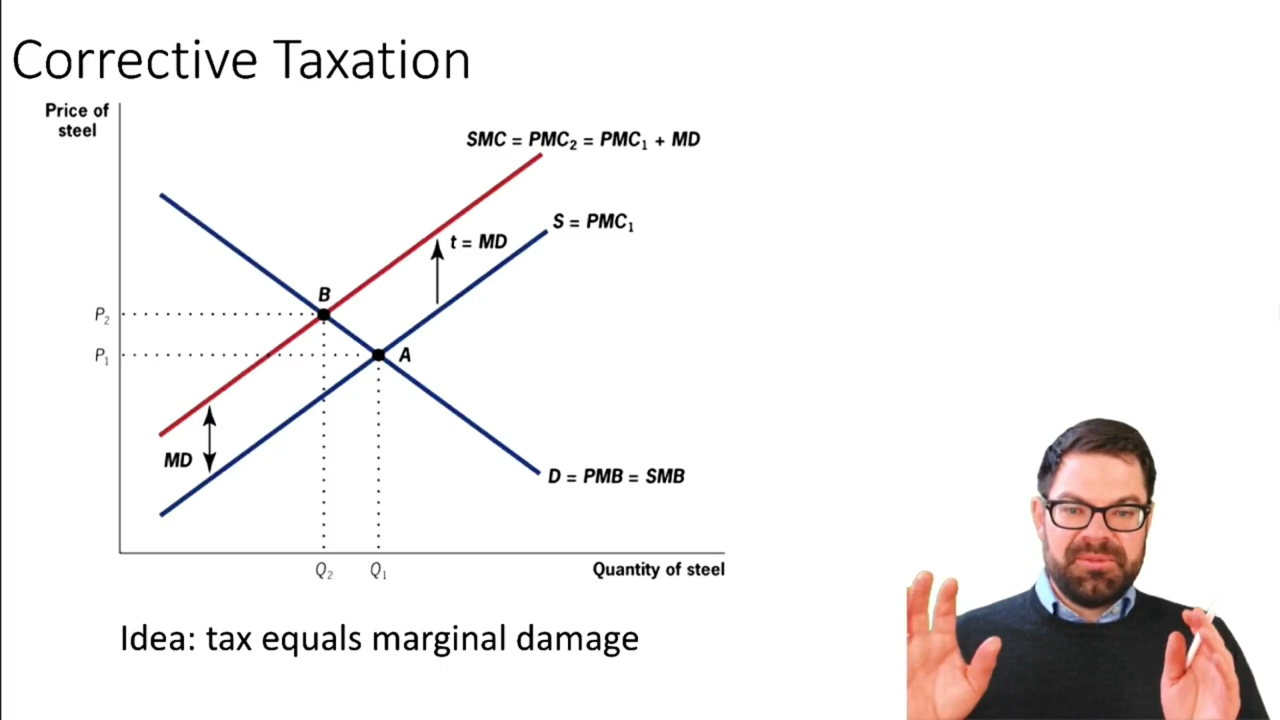 Corrective Taxation
Price of
steel
SMC = PMC₂ = PMC₁ + MD
S = PMC₁
t = MD
B
P₂
P₁
A
MD
D = PMB = SMB
Q₂
Q₁
Quantity of steel
Idea: tax equals marginal damage